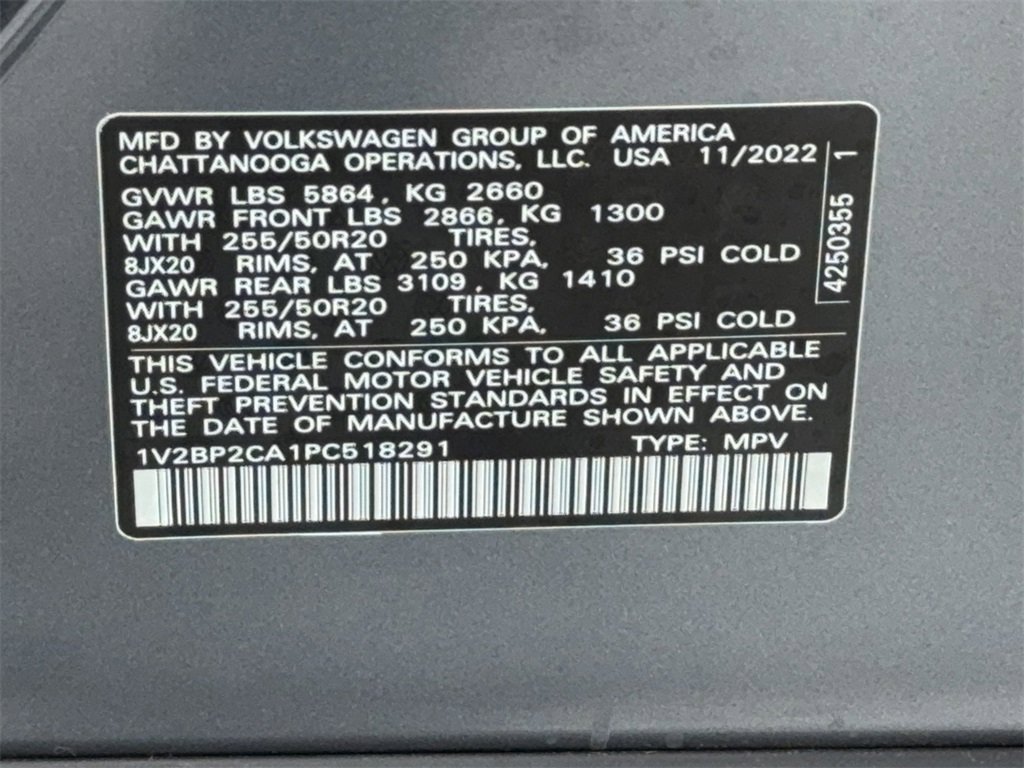 MFD BY VOLKSWAGEN GROUP OF AMERICA
CHATTANOOGA OPERATIONS, LLC. USA 11/2022
GVWR LBS 5864, KG 2660
GAWR FRONT LBS 2866, KG 1300
WITH 255/50R20 TIRES,
8JX20 RIMS, AT 250 KPA, 36 PSI COLD
GAWR REAR LBS 3109, KG 1410
WITH 255/50R20 TIRES,
8JX20 RIMS, AT 250 KPA, 36 PSI COLD
4250355 1
THIS VEHICLE CONFORMS TO ALL APPLICABLE
U.S. FEDERAL MOTOR VEHICLE SAFETY AND
THEFT PREVENTION STANDARDS IN EFFECT ON
THE DATE OF MANUFACTURE SHOWN ABOVE.
1V2BP2CA1PC518291 TYPE: MPV